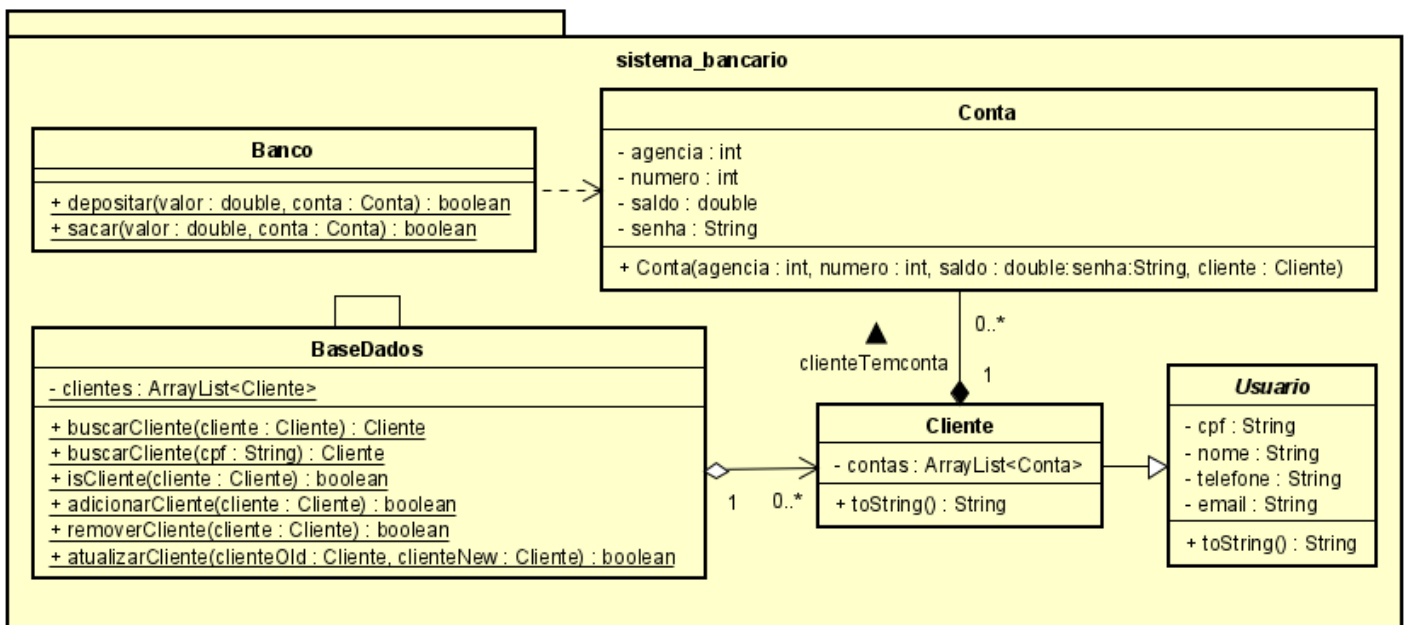 sistema_bancario
Banco
+ depositar(valor : double, conta : Conta) : boolean
+ sacar(valor : double, conta : Conta) : boolean
Conta
- agencia : int
- numero : int
- saldo : double
- senha : String
+ Conta(agencia : int, numero : int, saldo : double:senha:String, cliente : Cliente)
BaseDados
- clientes : ArrayList<Cliente>
+ buscarCliente(cliente : Cliente) : Cliente
+ buscarCliente(cpf : String) : Cliente
+ isCliente(cliente : Cliente) : boolean
+ adicionarCliente(cliente : Cliente) : boolean
+ removerCliente(cliente : Cliente) : boolean
+ atualizarCliente(clienteOld : Cliente, clienteNew : Cliente) : boolean
0..*
clienteTemconta
1
1
0..*
Cliente
- contas : ArrayList<Conta>
+ toString() : String
Usuario
- cpf : String
- nome : String
- telefone : String
- email : String
+ toString() : String